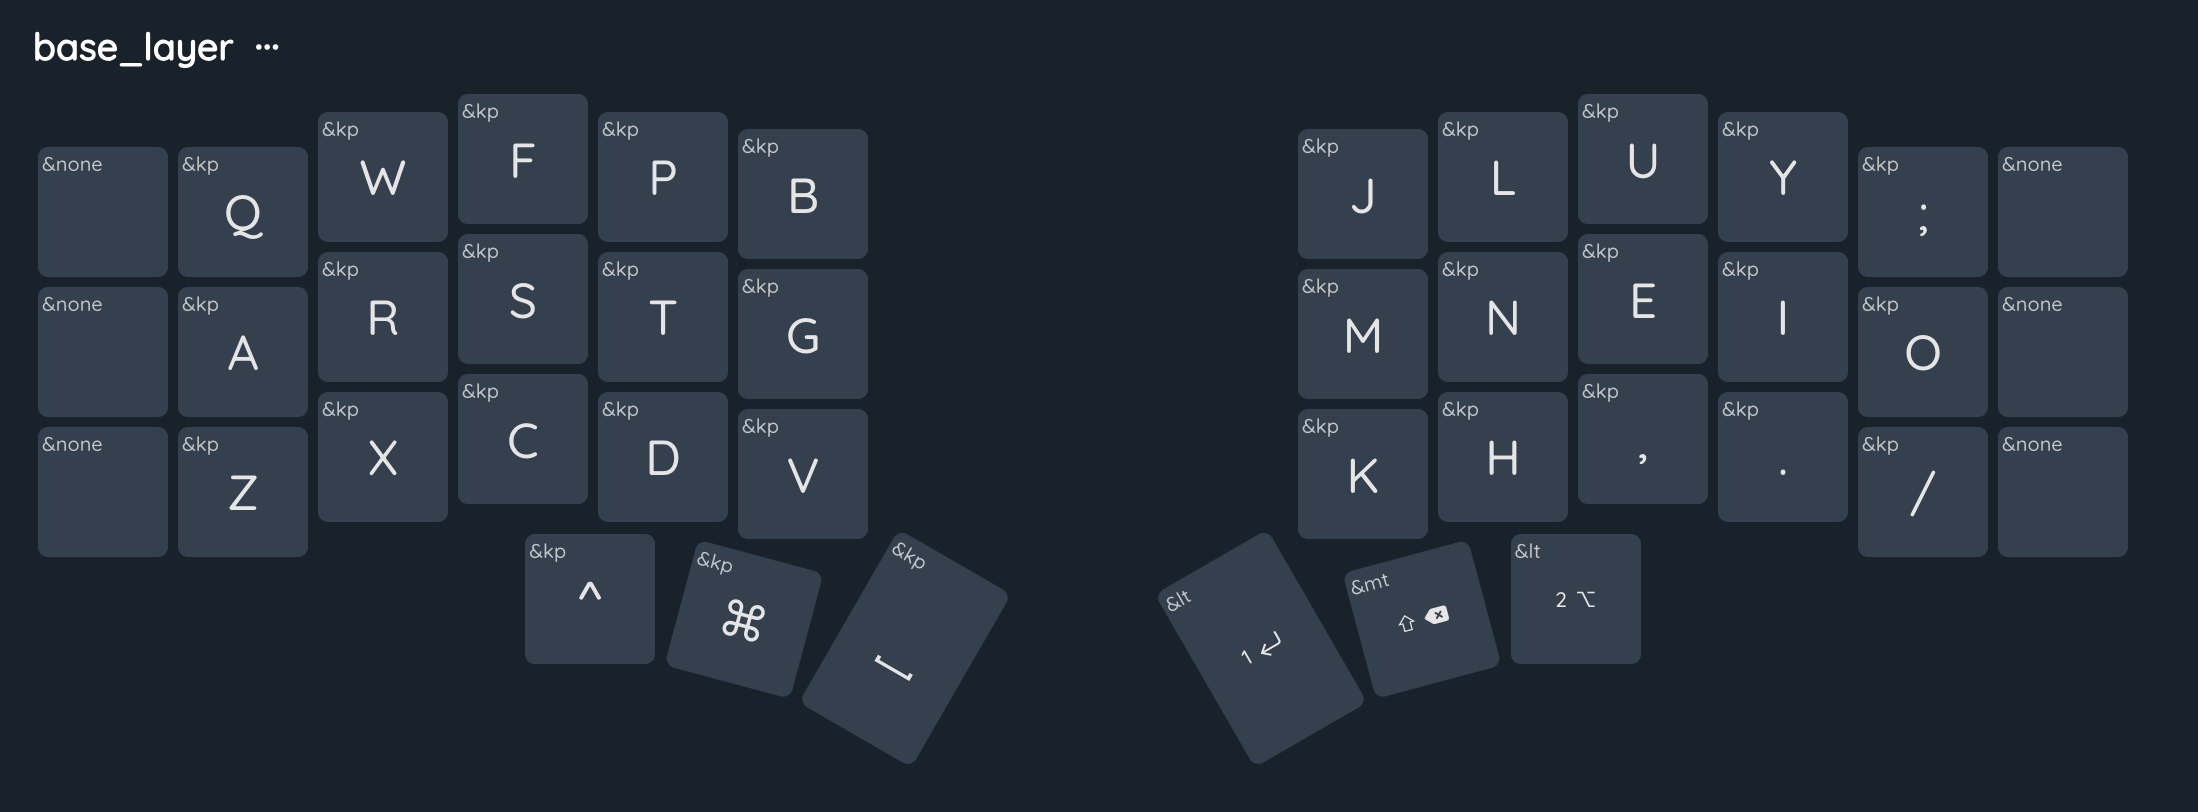 base_layer ...
&none &kp Q &kp W &kp F &kp P &kp B &kp J &kp L &kp U &kp Y &kp ; &none
&none &kp A &kp R &kp S &kp T &kp G &kp M &kp N &kp E &kp I &kp O &none
&none &kp Z &kp X &kp C &kp D &kp V &kp K &kp H &kp , &kp . &kp / &none
&kp ^ &kp ⌘ &kp ⎵ &lt 1 ↵ &mt ⇧ ⌫ &lt 2 ⌥